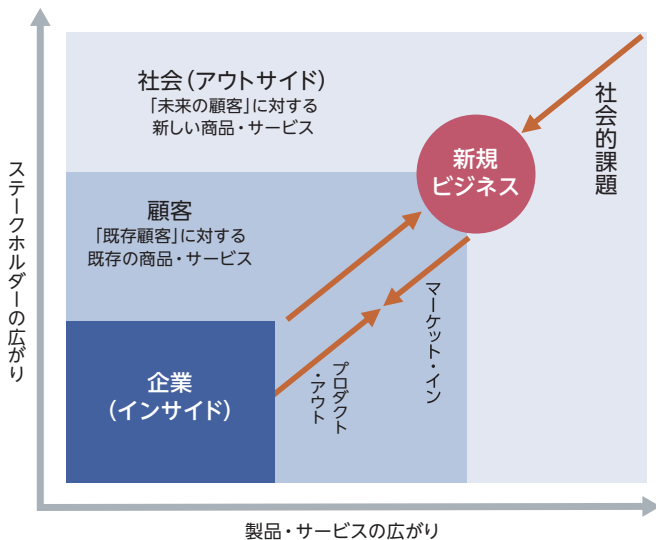 社会（アウトサイド）
「未来の顧客」に対する
新しい商品・サービス
社会的課題
新規
ビジネス
顧客
「既存顧客」に対する
既存の商品・サービス
ステークホルダーの広がり
マーケット・イン
プロダクト
・アウト
企業
（インサイド）
製品・サービスの広がり